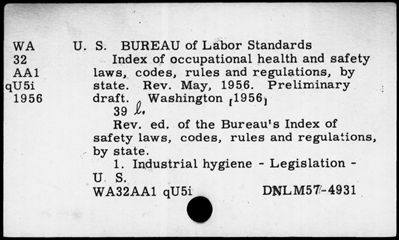 WA U. S. BUREAU of Labor Standards
32 Index of occupational health and safety
AA1 laws, codes, rules and regulations, by
qU5i state. Rev. May, 1956. Preliminary
1956 draft. Washington [1956]
39 l.
Rev. ed. of the Bureau's Index of
safety laws, codes, rules and regulations,
by state.
1. Industrial hygiene - Legislation -
U. S.
WA32AA1 qU5i DNLM57-4931